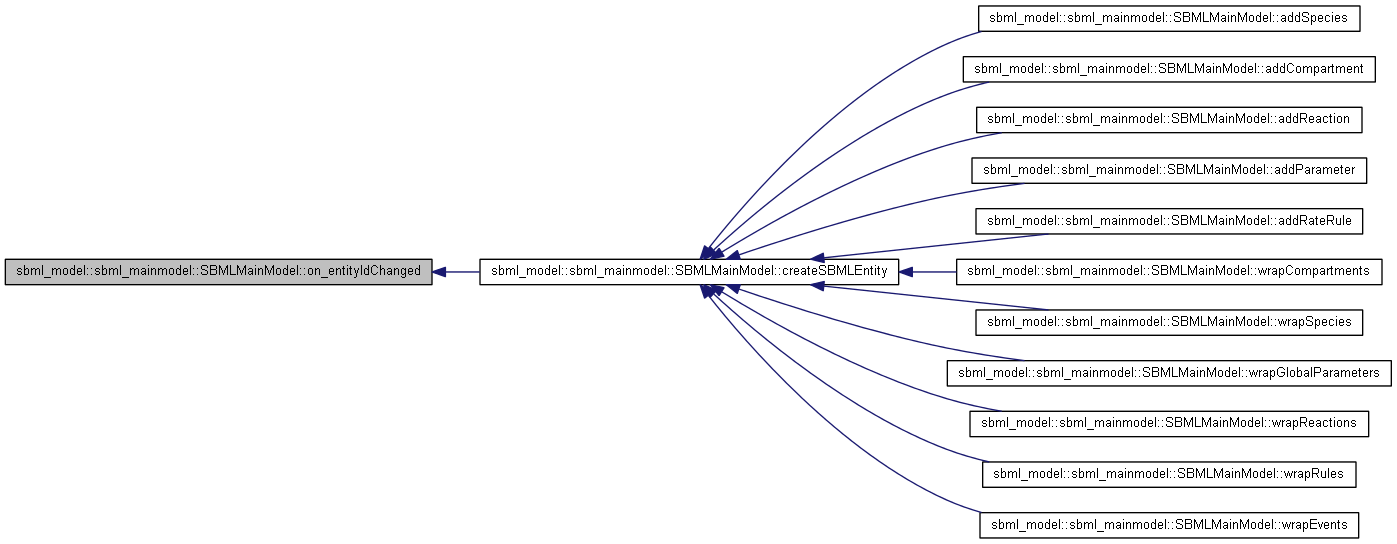 sbml_model::sbml_mainmodel::SBMLMainModel::addSpecies
sbml_model::sbml_mainmodel::SBMLMainModel::addCompartment
sbml_model::sbml_mainmodel::SBMLMainModel::addReaction
sbml_model::sbml_mainmodel::SBMLMainModel::addParameter
sbml_model::sbml_mainmodel::SBMLMainModel::addRateRule
sbml_model::sbml_mainmodel::SBMLMainModel::on_entityIdChanged
sbml_model::sbml_mainmodel::SBMLMainModel::createSBMLEntity
sbml_model::sbml_mainmodel::SBMLMainModel::wrapCompartments
sbml_model::sbml_mainmodel::SBMLMainModel::wrapSpecies
sbml_model::sbml_mainmodel::SBMLMainModel::wrapGlobalParameters
sbml_model::sbml_mainmodel::SBMLMainModel::wrapReactions
sbml_model::sbml_mainmodel::SBMLMainModel::wrapRules
sbml_model::sbml_mainmodel::SBMLMainModel::wrapEvents